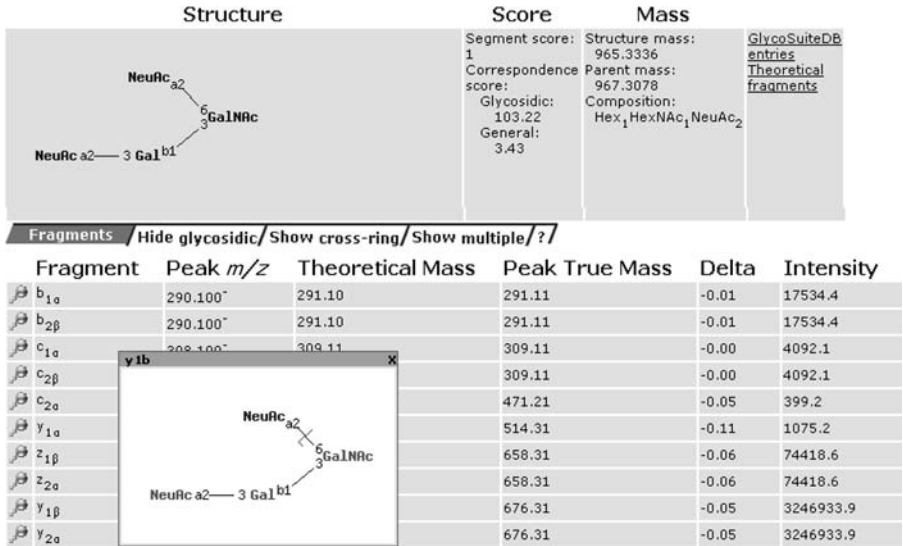 Structure Score Mass
NeuAc a2
6
3 GalNAc
NeuAc a2 3 Gal b1
Segment score:
1
Correspondence
score:
Glycosidic:
103.22
General:
3.43
Structure mass:
965.3336
Parent mass:
967.3078
Composition:
Hex1HexNAc1NeuAc2
GlycoSuiteDB
entries
Theoretical
fragments
Fragments / Hide glycosidic / Show cross-ring / Show multiple / ? /
Fragment Peak m/z Theoretical Mass Peak True Mass Delta Intensity
b1α 290.100- 291.10 291.11 -0.01 17534.4
b2β 290.100- 291.10 291.11 -0.01 17534.4
c1α 308.100- 309.11 309.11 -0.00 4092.1
c2β 309.11 -0.00 4092.1
c2α 471.21 -0.05 399.2
y1α 514.31 -0.11 1075.2
z1β 658.31 -0.06 74418.6
z2α 658.31 -0.06 74418.6
y1β 676.31 -0.05 3246933.9
y2α 676.31 -0.05 3246933.9
y1b x
NeuAc a2
6
3 GalNAc
NeuAc a2 3 Gal b1